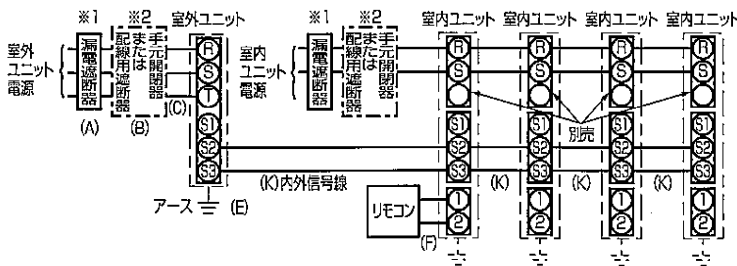 ※1
※2
室外ユニット
※1
※2
室内ユニット
室内ユニット
室内ユニット
室内ユニット
室外
ユニット
電源
漏電遮断器
手元開閉器
または
配線用遮断器
室内
ユニット
電源
漏電遮断器
手元開閉器
または
配線用遮断器
R
S
T
S1
S2
S3
R
S
S1
S2
S3
1
2
R
S
S1
S2
S3
1
2
R
S
S1
S2
S3
1
2
R
S
S1
S2
S3
1
2
(A)
(B)
(C)
別売
(K)内外信号線
(K)
(K)
(K)
アース
(E)
リモコン
(F)